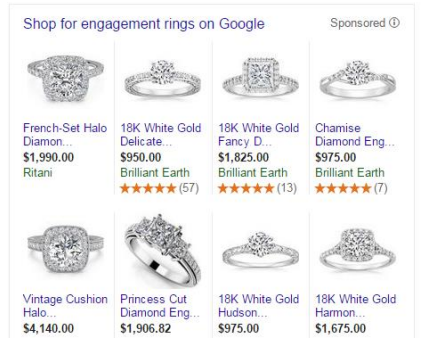 Shop for engagement rings on Google
Sponsored ⓘ
French-Set Halo
Diamon...
$1,990.00
Ritani
18K White Gold
Delicate...
$950.00
Brilliant Earth
★★★★★ (57)
18K White Gold
Fancy D...
$1,825.00
Brilliant Earth
★★★★★ (13)
Chamise
Diamond Eng...
$975.00
Brilliant Earth
★★★★★ (7)
Vintage Cushion
Halo...
$4,140.00
Princess Cut
Diamond Eng...
$1,906.82
18K White Gold
Hudson...
$975.00
18K White Gold
Harmon...
$1,675.00